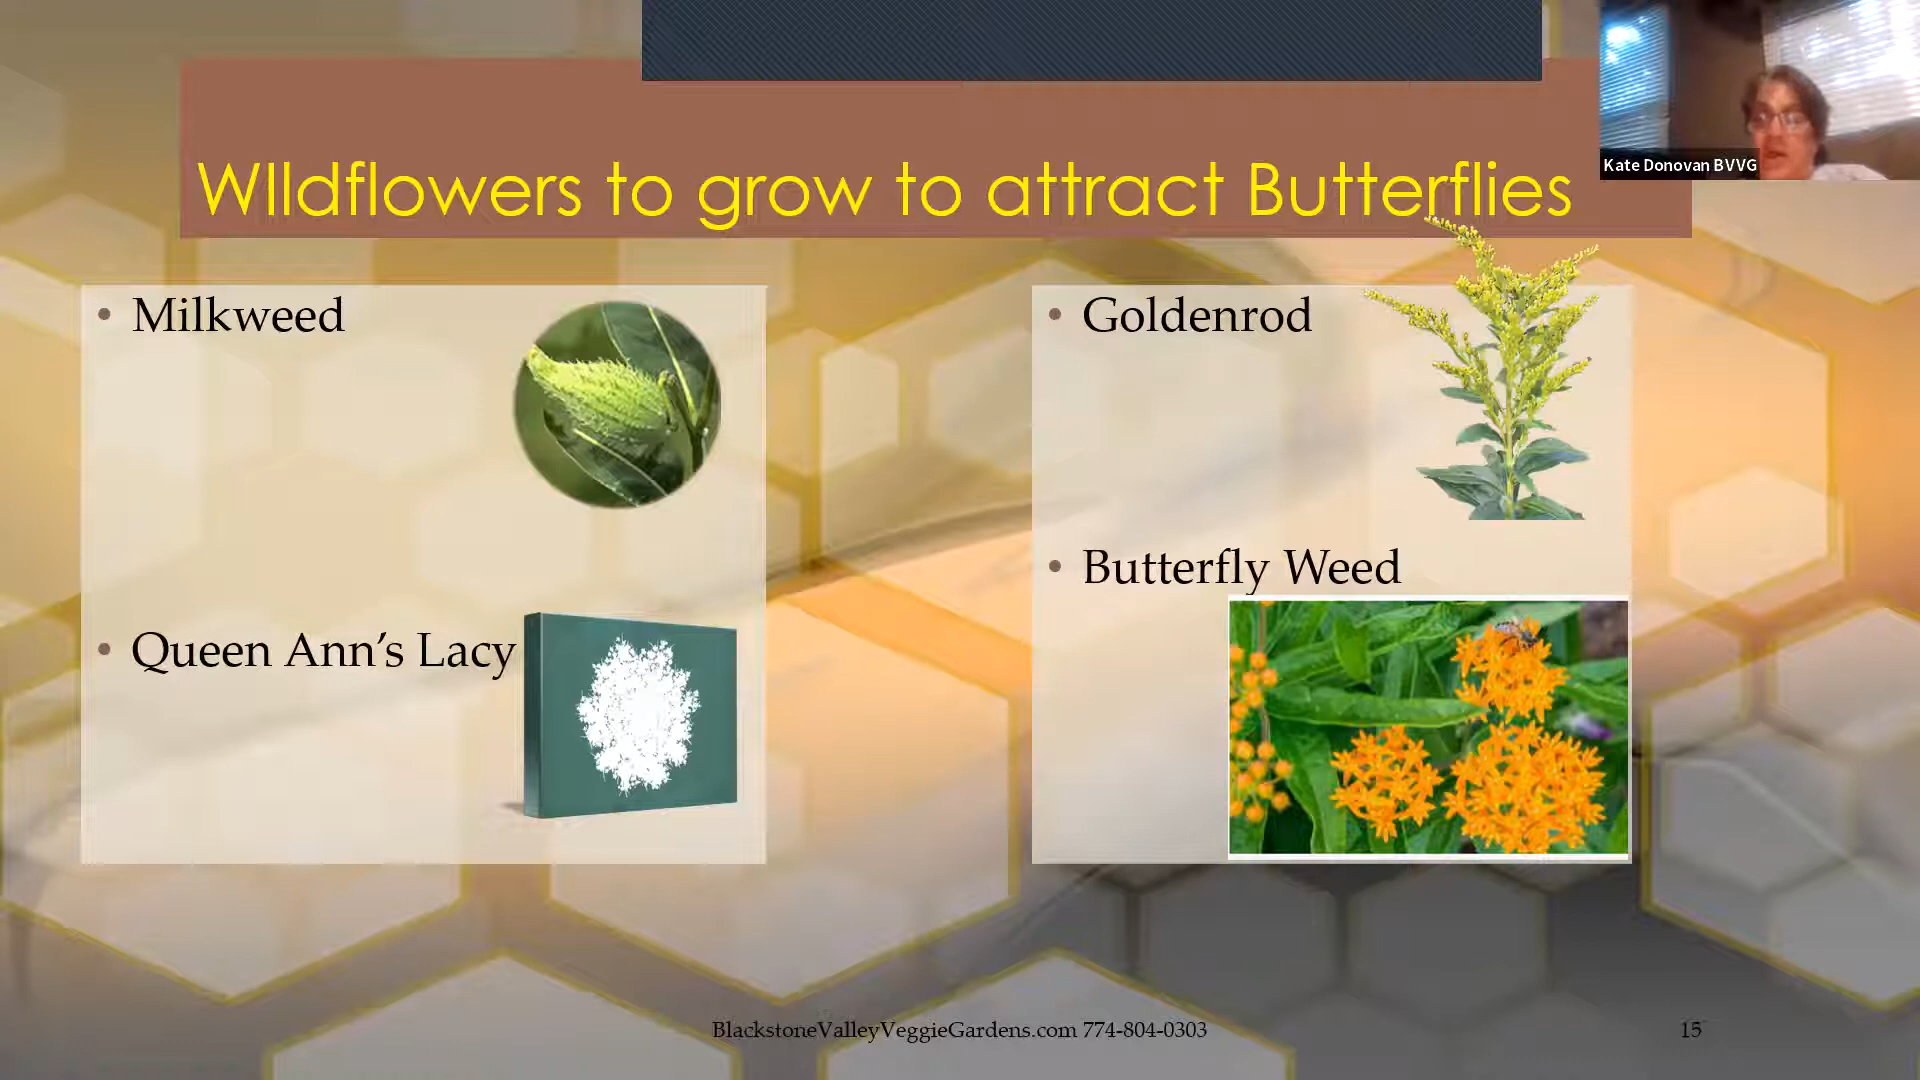 WIldflowers to grow to attract Butterflies
Kate Donovan BVVG
• Milkweed
• Queen Ann’s Lacy
• Goldenrod
• Butterfly Weed
BlackstoneValleyVeggieGardens.com 774-804-0303
15